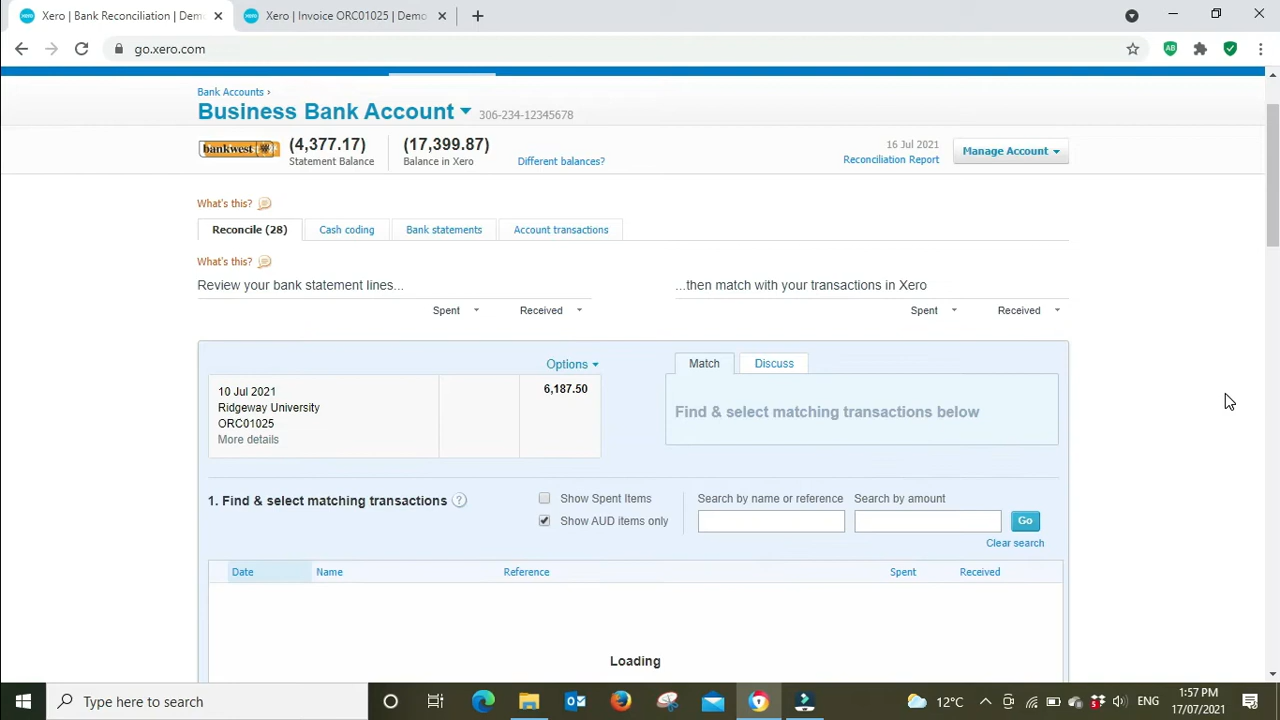 Xero | Bank Reconciliation | Demo
Xero | Invoice ORC01025 | Demo
go.xero.com
AB
Bank Accounts ›
Business Bank Account
306-234-12345678
bankwest
(4,377.17)
Statement Balance
(17,399.87)
Balance in Xero
Different balances?
16 Jul 2021
Reconciliation Report
Manage Account
What's this?
Reconcile (28)
Cash coding
Bank statements
Account transactions
What's this?
Review your bank statement lines...
...then match with your transactions in Xero
Spent
Received
Spent
Received
Options
Match
Discuss
10 Jul 2021
Ridgeway University
ORC01025
More details
6,187.50
Find & select matching transactions below
1. Find & select matching transactions
?
Show Spent Items
Show AUD items only
Search by name or reference
Search by amount
Go
Clear search
Date
Name
Reference
Spent
Received
Loading
Type here to search
12°C
ENG
1:57 PM
17/07/2021